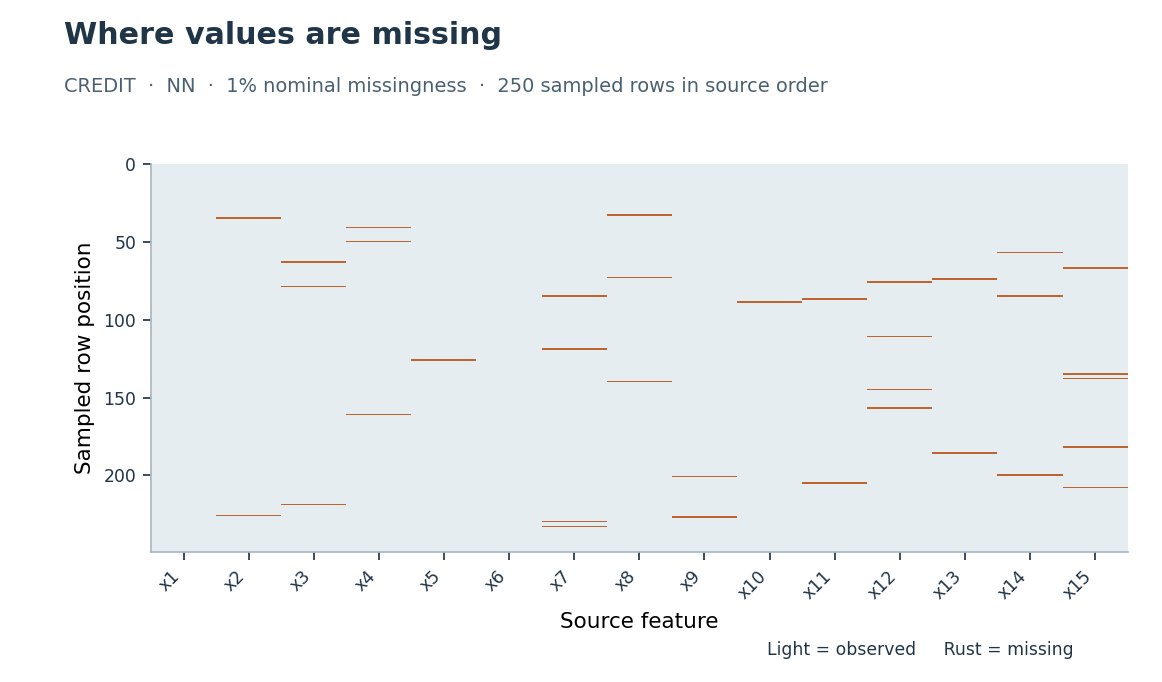 Where values are missing
CREDIT · NN · 1% nominal missingness · 250 sampled rows in source order
Sampled row position
0
50
100
150
200
x1 x2 x3 x4 x5 x6 x7 x8 x9 x10 x11 x12 x13 x14 x15
Source feature
Light = observed Rust = missing